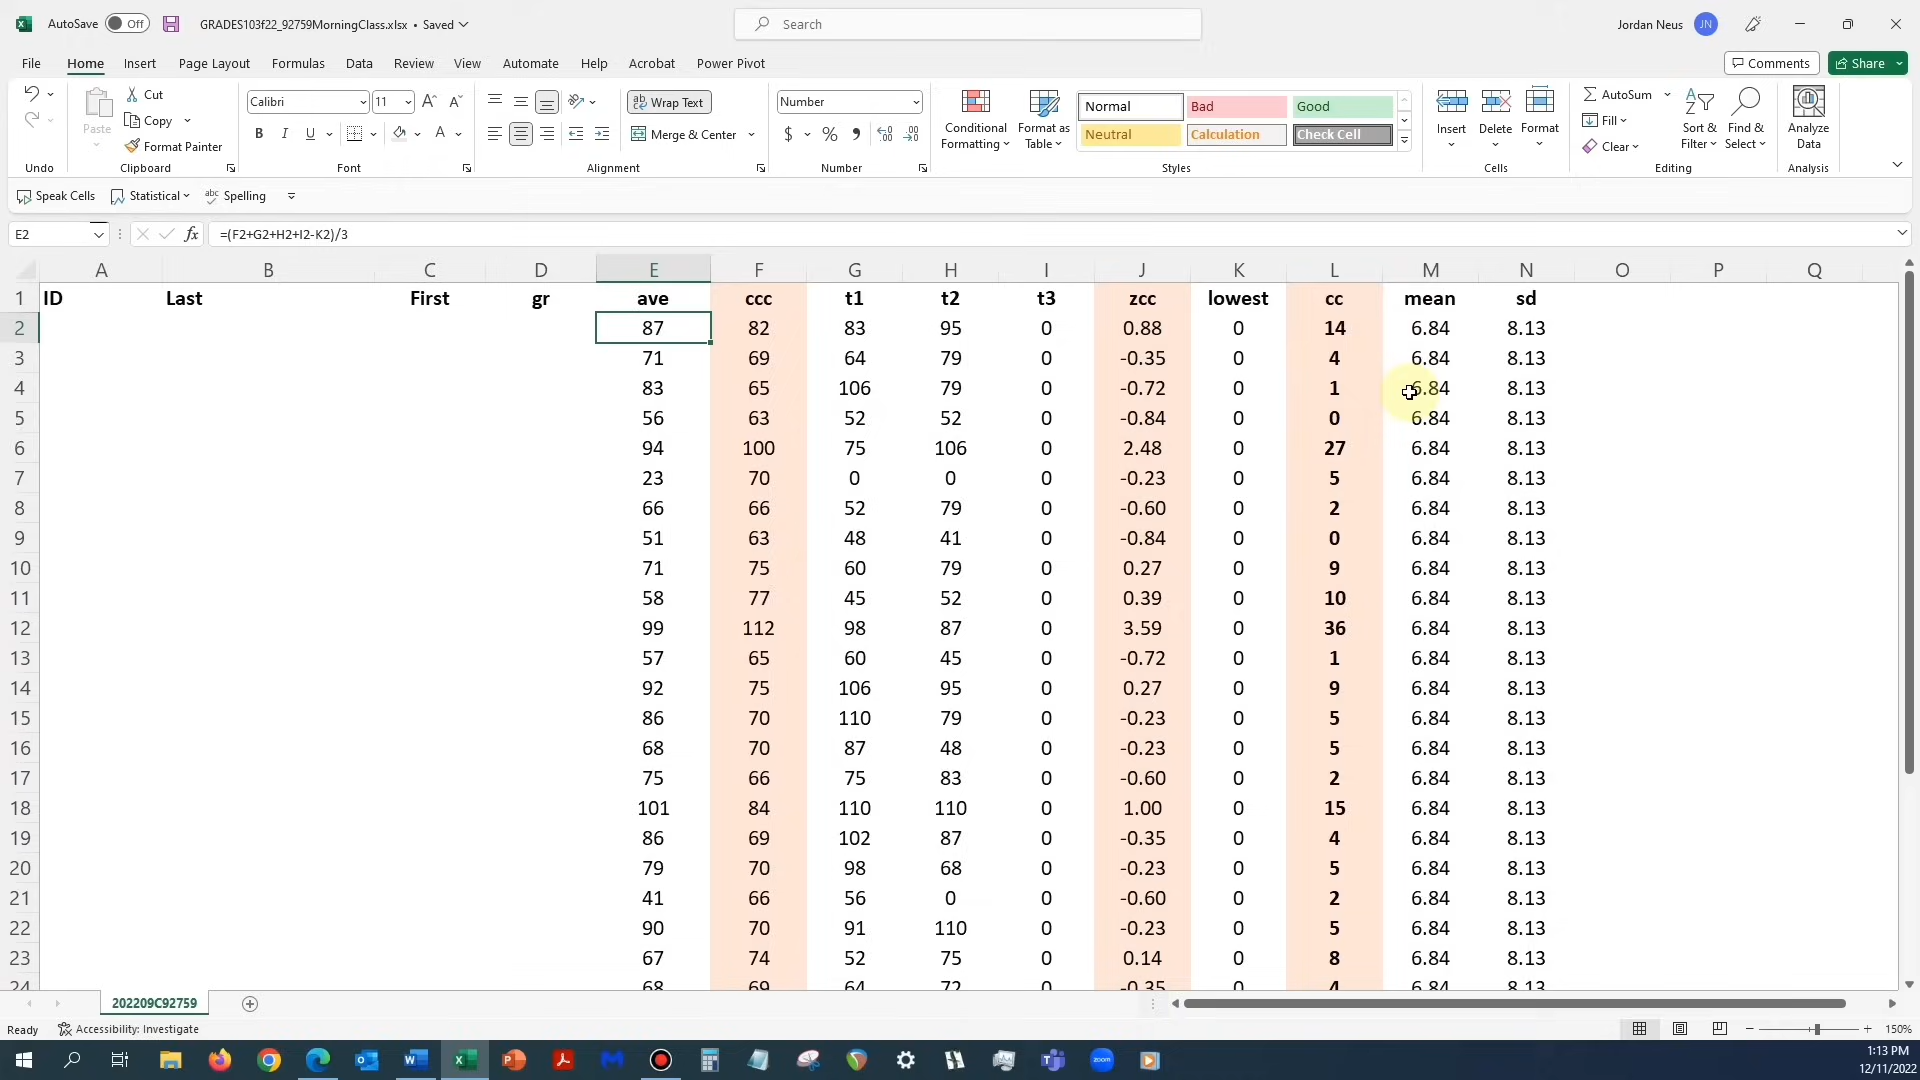 AutoSave Off GRADES103f22_92759MorningClass.xlsx • Saved Search Jordan Neus JN
File Home Insert Page Layout Formulas Data Review View Automate Help Acrobat Power Pivot Comments Share
Cut
Copy
Format Painter
Paste
Calibri 11
B I U A
Wrap Text
Merge & Center
Number
$ % 9
Conditional Formatting
Format as Table
Normal Bad Good
Neutral Calculation Check Cell
Insert Delete Format
AutoSum
Fill
Clear
Sort & Filter
Find & Select
Analyze Data
Undo Clipboard Font Alignment Number Styles Cells Editing Analysis
Speak Cells Statistical Spelling
E2 fx =(F2+G2+H2+I2-K2)/3
A B C D E F G H I J K L M N O P Q
1 ID Last First gr ave ccc t1 t2 t3 zcc lowest cc mean sd
2 87 82 83 95 0 0.88 0 14 6.84 8.13
3 71 69 64 79 0 -0.35 0 4 6.84 8.13
4 83 65 106 79 0 -0.72 0 1 6.84 8.13
5 56 63 52 52 0 -0.84 0 0 6.84 8.13
6 94 100 75 106 0 2.48 0 27 6.84 8.13
7 23 70 0 0 0 -0.23 0 5 6.84 8.13
8 66 66 52 79 0 -0.60 0 2 6.84 8.13
9 51 63 48 41 0 -0.84 0 0 6.84 8.13
10 71 75 60 79 0 0.27 0 9 6.84 8.13
11 58 77 45 52 0 0.39 0 10 6.84 8.13
12 99 112 98 87 0 3.59 0 36 6.84 8.13
13 57 65 60 45 0 -0.72 0 1 6.84 8.13
14 92 75 106 95 0 0.27 0 9 6.84 8.13
15 86 70 110 79 0 -0.23 0 5 6.84 8.13
16 68 70 87 48 0 -0.23 0 5 6.84 8.13
17 75 66 75 83 0 -0.60 0 2 6.84 8.13
18 101 84 110 110 0 1.00 0 15 6.84 8.13
19 86 69 102 87 0 -0.35 0 4 6.84 8.13
20 79 70 98 68 0 -0.23 0 5 6.84 8.13
21 41 66 56 0 0 -0.60 0 2 6.84 8.13
22 90 70 91 110 0 -0.23 0 5 6.84 8.13
23 67 74 52 75 0 0.14 0 8 6.84 8.13
24 68 69 64 72 0 -0.35 0 4 6.84 8.13
202209C92759
Ready Accessibility: Investigate 150%
1:13 PM
12/11/2022